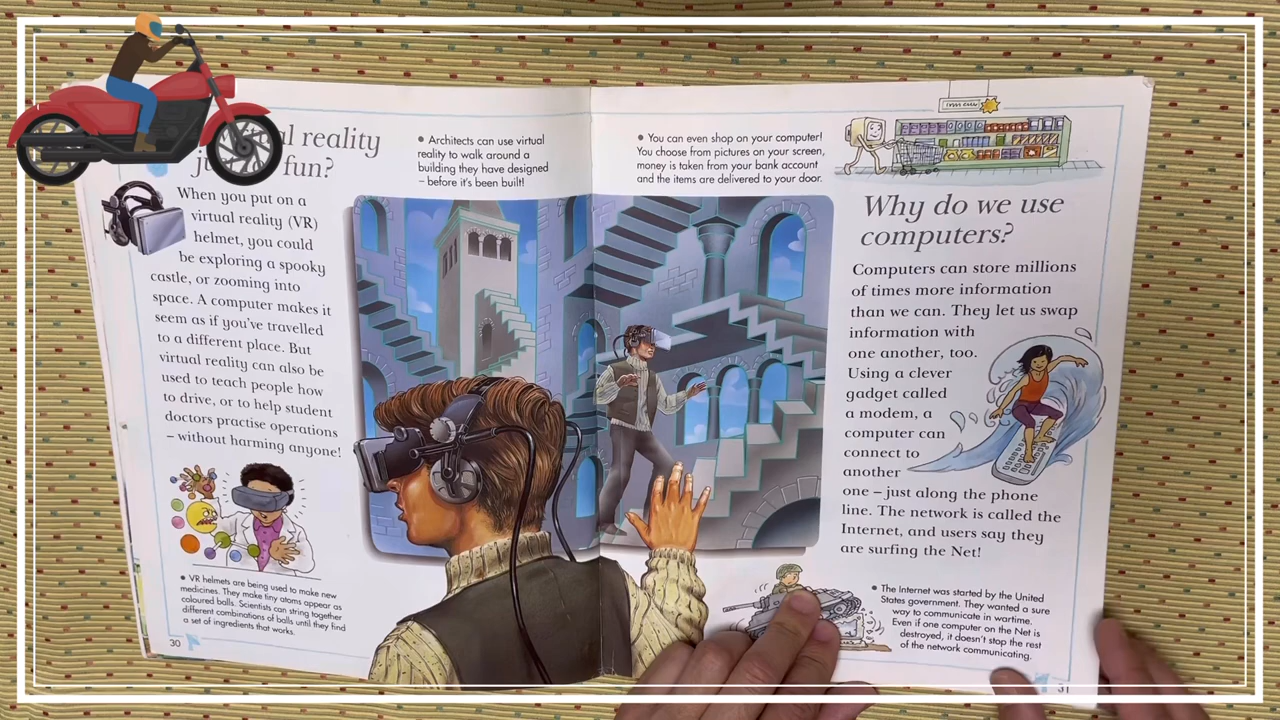 al reality
fun?
When you put on a
virtual reality (VR)
helmet, you could
be exploring a spooky
castle, or zooming into
space. A computer makes it
seem as if you've travelled
to a different place. But
virtual reality can also be
used to teach people how
to drive, or to help student
doctors practise operations
– without harming anyone!
• VR helmets are being used to make new
medicines. They make tiny atoms appear as
coloured balls. Scientists can string together
different combinations of balls until they find
a set of ingredients that works.
30
• Architects can use virtual
reality to walk around a
building they have designed
– before it's been built!
• You can even shop on your computer!
You choose from pictures on your screen,
money is taken from your bank account
and the items are delivered to your door.
Why do we use
computers?
Computers can store millions
of times more information
than we can. They let us swap
information with
one another, too.
Using a clever
gadget called
a modem, a
computer can
connect to
another
one – just along the phone
line. The network is called the
Internet, and users say they
are surfing the Net!
• The Internet was started by the United
States government. They wanted a sure
way to communicate in wartime.
Even if one computer on the Net is
destroyed, it doesn't stop the rest
of the network communicating.
31